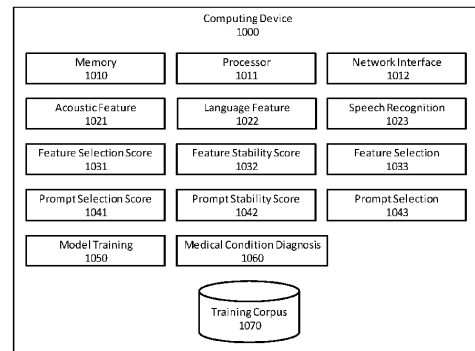 Computing Device
1000
Memory
1010
Processor
1011
Network Interface
1012
Acoustic Feature
1021
Language Feature
1022
Speech Recognition
1023
Feature Selection Score
1031
Feature Stability Score
1032
Feature Selection
1033
Prompt Selection Score
1041
Prompt Stability Score
1042
Prompt Selection
1043
Model Training
1050
Medical Condition Diagnosis
1060
Training Corpus
1070